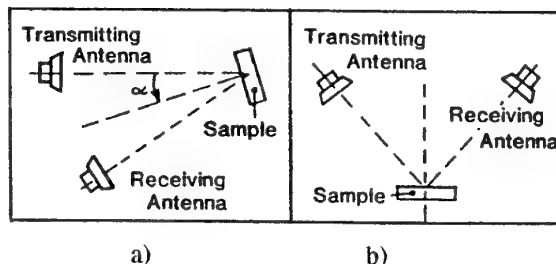 Transmitting
Antenna
α
Sample
Receiving
Antenna
Transmitting
Antenna
Receiving
Antenna
Sample
a)
b)